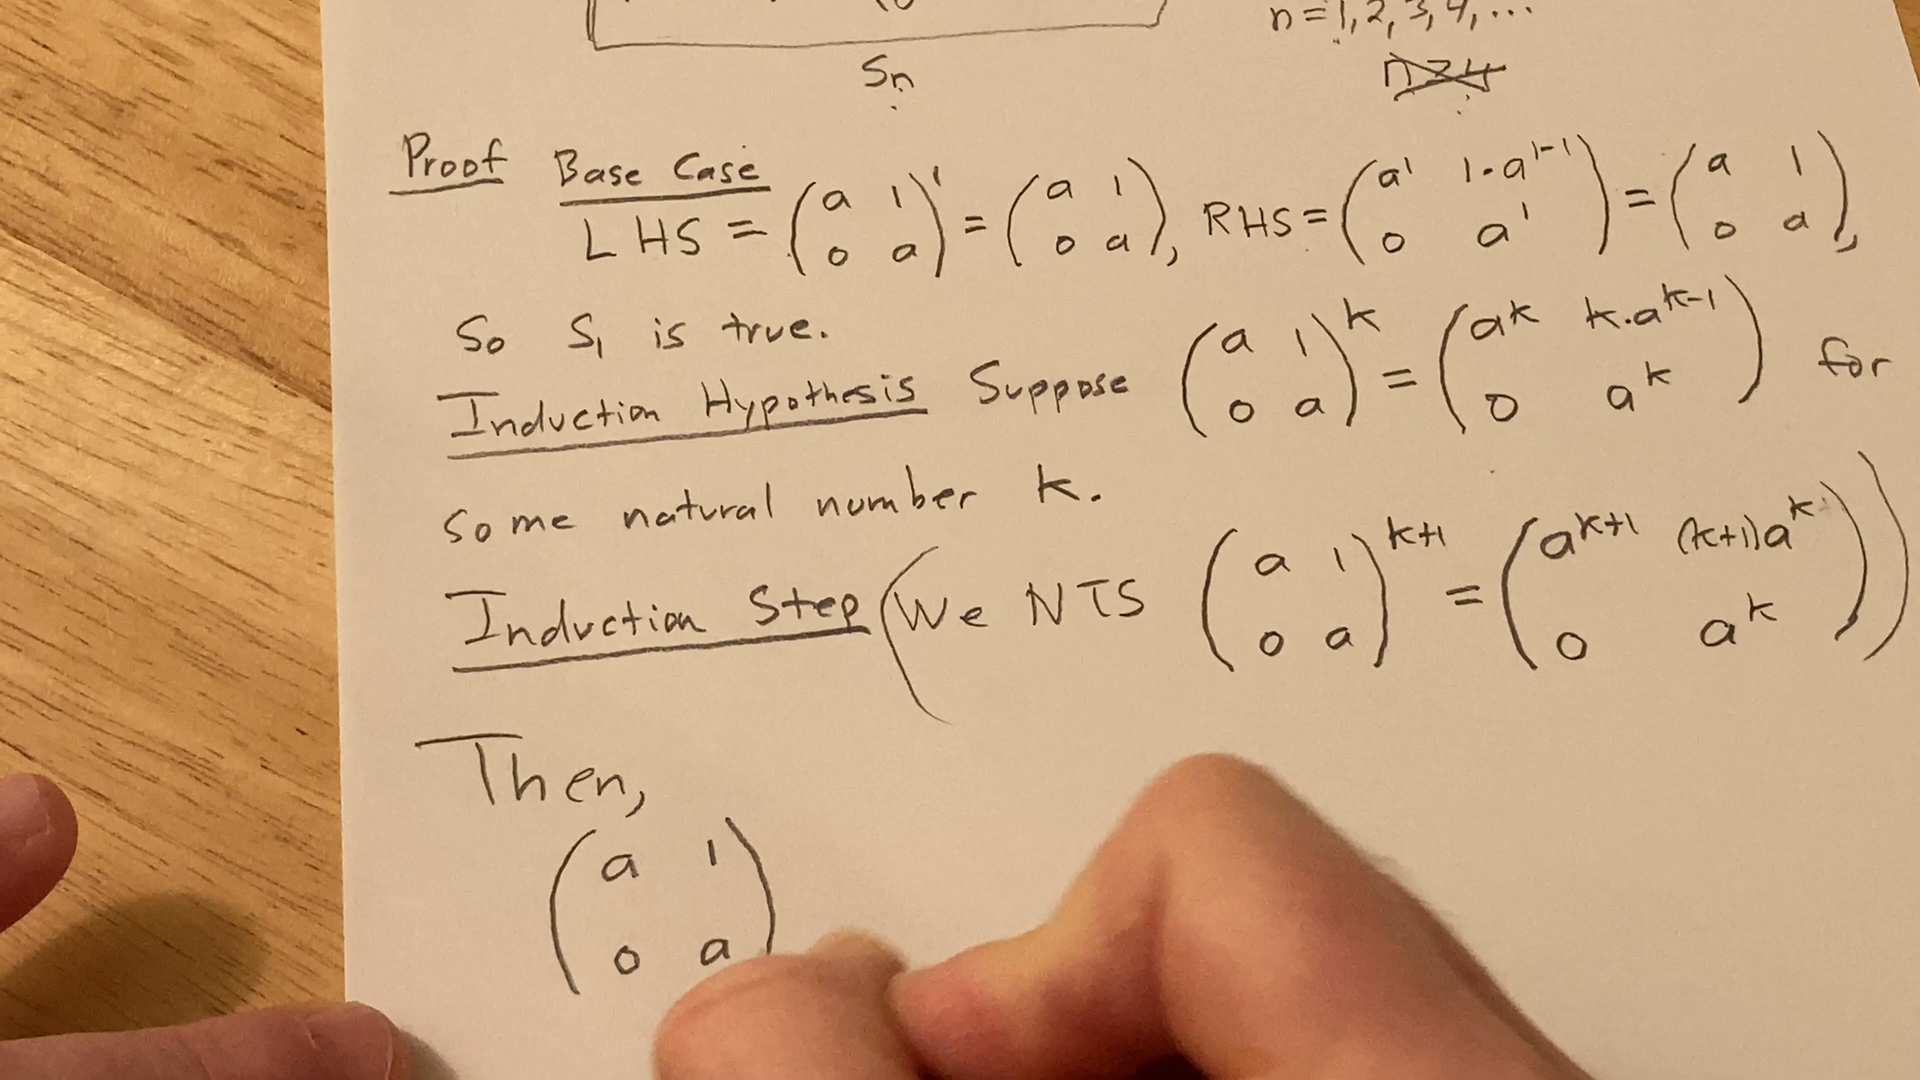 n=1,2,3,4,...
Sn
n≥4
Proof Base Case
LHS = (a 1 0 a)^1 = (a 1 0 a), RHS = (a^1 1·a^{1-1} 0 a^1) = (a 1 0 a),
So S₁ is true.
Induction Hypothesis Suppose (a 1 0 a)^k = (a^k k·a^{k-1} 0 a^k) for
some natural number k.
Induction Step (We NTS (a 1 0 a)^{k+1} = (a^{k+1} (k+1)a^k 0 a^k))
Then,
(a 1 0 a)